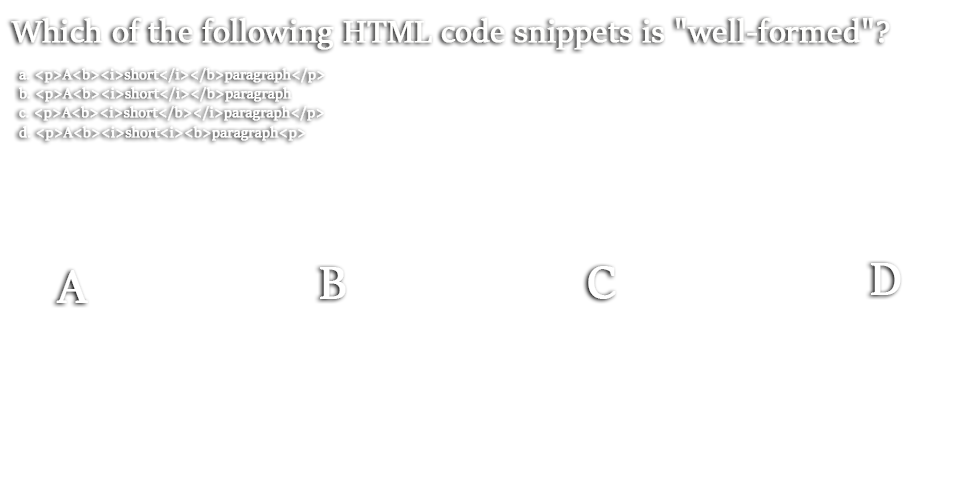 Which of the following HTML code snippets is "well-formed"?
a. <p>A<b><i>short</i></b>paragraph</p>
b. <p>A<b><i>short</i></b>paragraph
c. <p>A<b><i>short</b></i>paragraph</p>
d. <p>A<b><i>short<i><b>paragraph<p>
A B C D